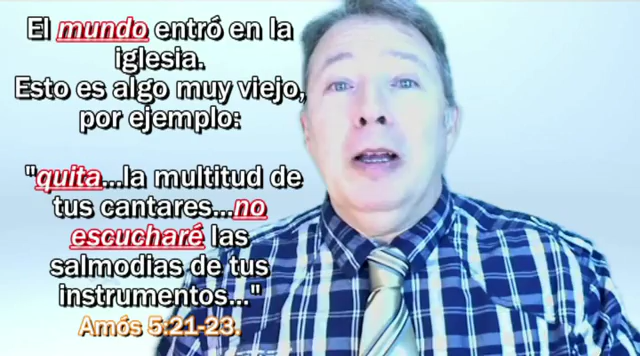 El mundo entró en la
iglesia.
Esto es algo muy viejo,
por ejemplo:
"quita...la multitud de
tus cantares...no
escucharé las
salmodias de tus
instrumentos..."
Amós 5:21-23.